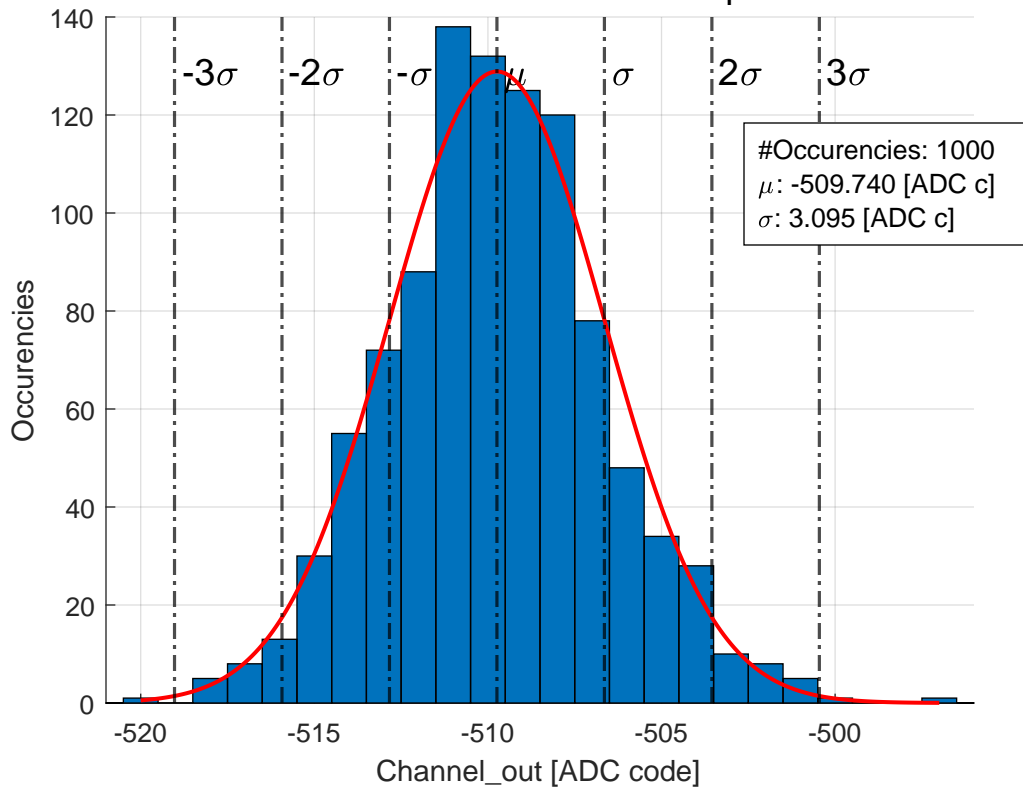 140
120
100
80
60
40
20
0
-3σ
-2σ
-σ
μ
σ
2σ
3σ
#Occurencies: 1000
μ: -509.740 [ADC c]
σ: 3.095 [ADC c]
Occurencies
-520
-515
-510
-505
-500
Channel_out [ADC code]